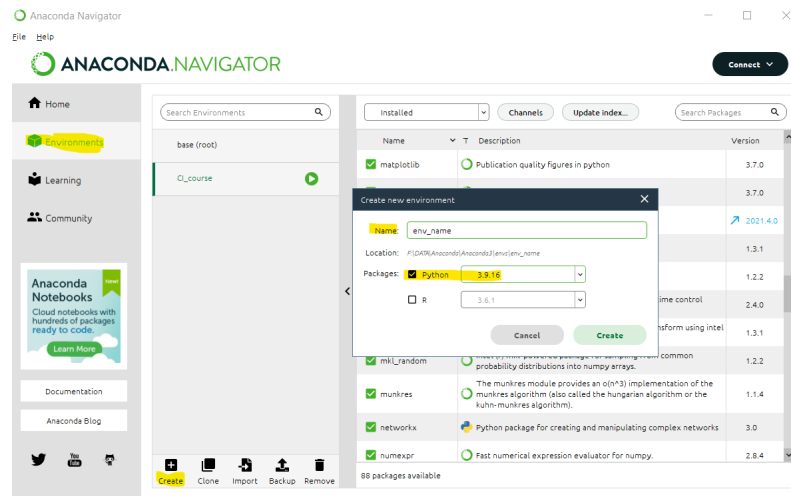 Anaconda Navigator
File Help
ANACONDA.NAVIGATOR
Connect
Home
Environments
Learning
Community
Anaconda
Notebooks
New!
Cloud notebooks with
hundreds of packages
ready to code.
Learn More
Documentation
Anaconda Blog
You
Tube
Search Environments
base (root)
CI_course
Create Clone Import Backup Remove
Installed
Channels
Update index...
Search Packages
Name T Description Version
matplotlib Publication quality figures in python 3.7.0
3.7.0
2021.4.0
1.3.1
1.2.2
ime control 2.4.0
nsform using intel 1.3.1
Create new environment
Name: env_name
Location: F:\DATA\Anaconda\Anaconda3\envs\env_name
Packages: Python 3.9.16
R 3.6.1
Cancel Create
mkl_random common
probability distributions into numpy arrays. 1.2.2
munkres The munkres module provides an o(n^3) implementation of the
munkres algorithm (also called the hungarian algorithm or the
kuhn-munkres algorithm). 1.1.4
networkx Python package for creating and manipulating complex networks 3.0
numexpr Fast numerical expression evaluator for numpy. 2.8.4
88 packages available